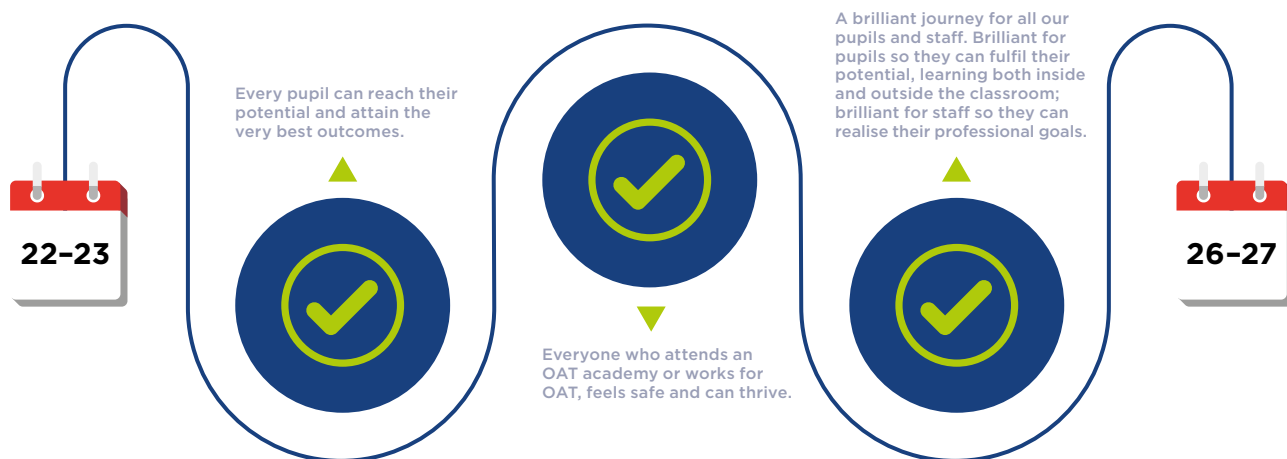 22–23
Every pupil can reach their
potential and attain the
very best outcomes.
Everyone who attends an
OAT academy or works for
OAT, feels safe and can thrive.
A brilliant journey for all our
pupils and staff. Brilliant for
pupils so they can fulfil their
potential, learning both inside
and outside the classroom;
brilliant for staff so they can
realise their professional goals.
26–27